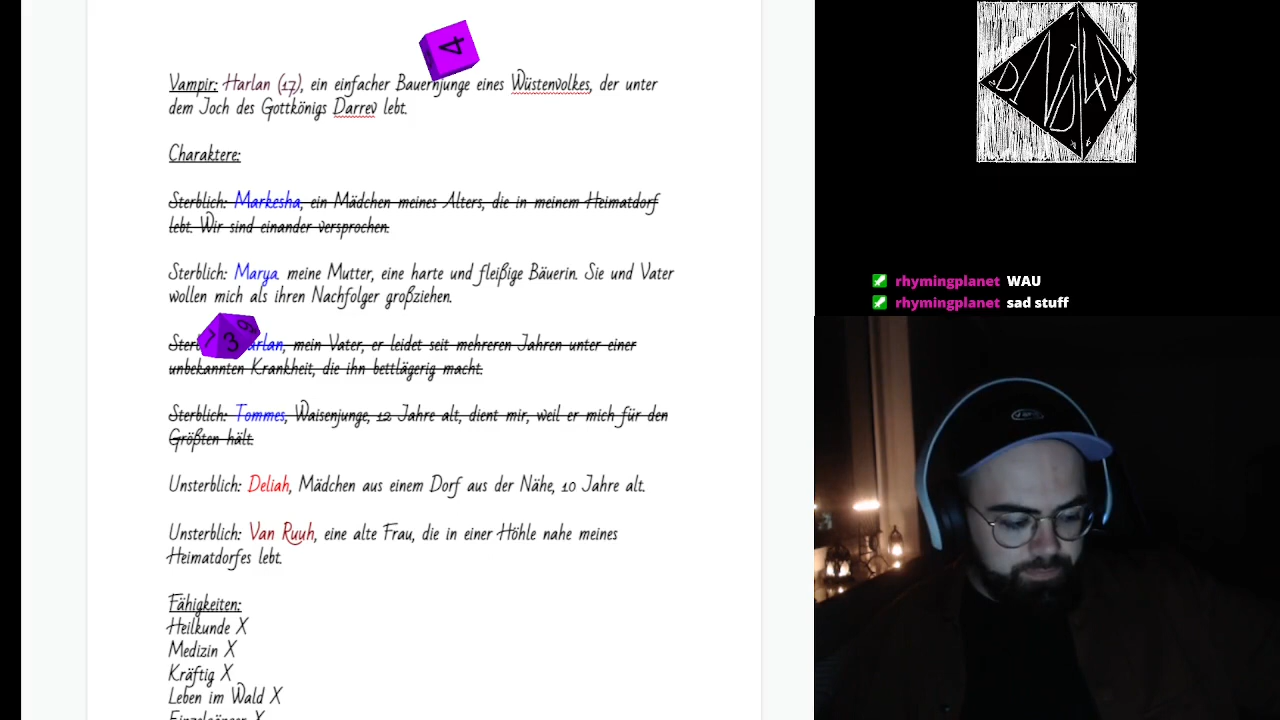 4
Vampir: Harlan (17), ein einfacher Bauernjunge eines Wüstenvolkes, der unter
dem Joch des Gottkönigs Darrev lebt.
Charaktere:
Sterblich: Markesha, ein Mädchen meines Alters, die in meinem Heimatdorf
lebt. Wir sind einander versprochen.
Sterblich: Marya. meine Mutter, eine harte und fleißige Bäuerin. Sie und Vater
wollen mich als ihren Nachfolger großziehen.
7 3 9
arlan, mein Vater, er leidet seit mehreren Jahren unter einer
unbekannten Krankheit, die ihn bettlägerig macht.
Sterblich: Tommes, Waisenjunge, 12 Jahre alt, dient mir, weil er mich für den
Größten hält.
Unsterblich: Deliah, Mädchen aus einem Dorf aus der Nähe, 10 Jahre alt.
Unsterblich: Van Ruuh, eine alte Frau, die in einer Höhle nahe meines
Heimatdorfes lebt.
Fähigkeiten:
Heilkunde X
Medizin X
Kräftig X
Leben im Wald X
Einzelgänger X
rhymingplanet WAU
rhymingplanet sad stuff